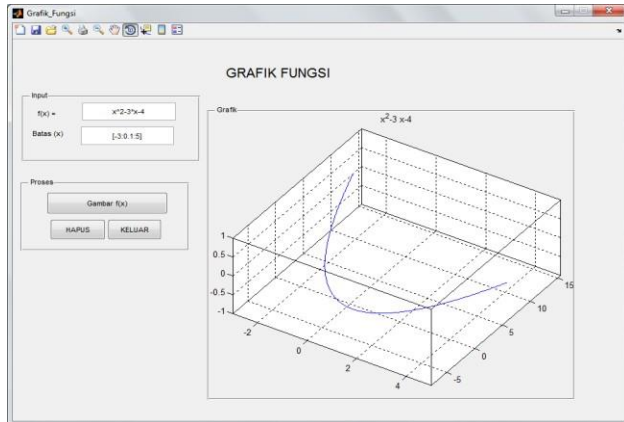 Grafik_Fungsi
GRAFIK FUNGSI
Input
f(x) =
x^2-3*x-4
Batas (x)
[-3:0.1:5]
Proses
Gambar f(x)
HAPUS
KELUAR
Grafik
x²-3 x-4
1
0.5
0
-0.5
-1
-2
0
2
4
-5
0
5
10
15